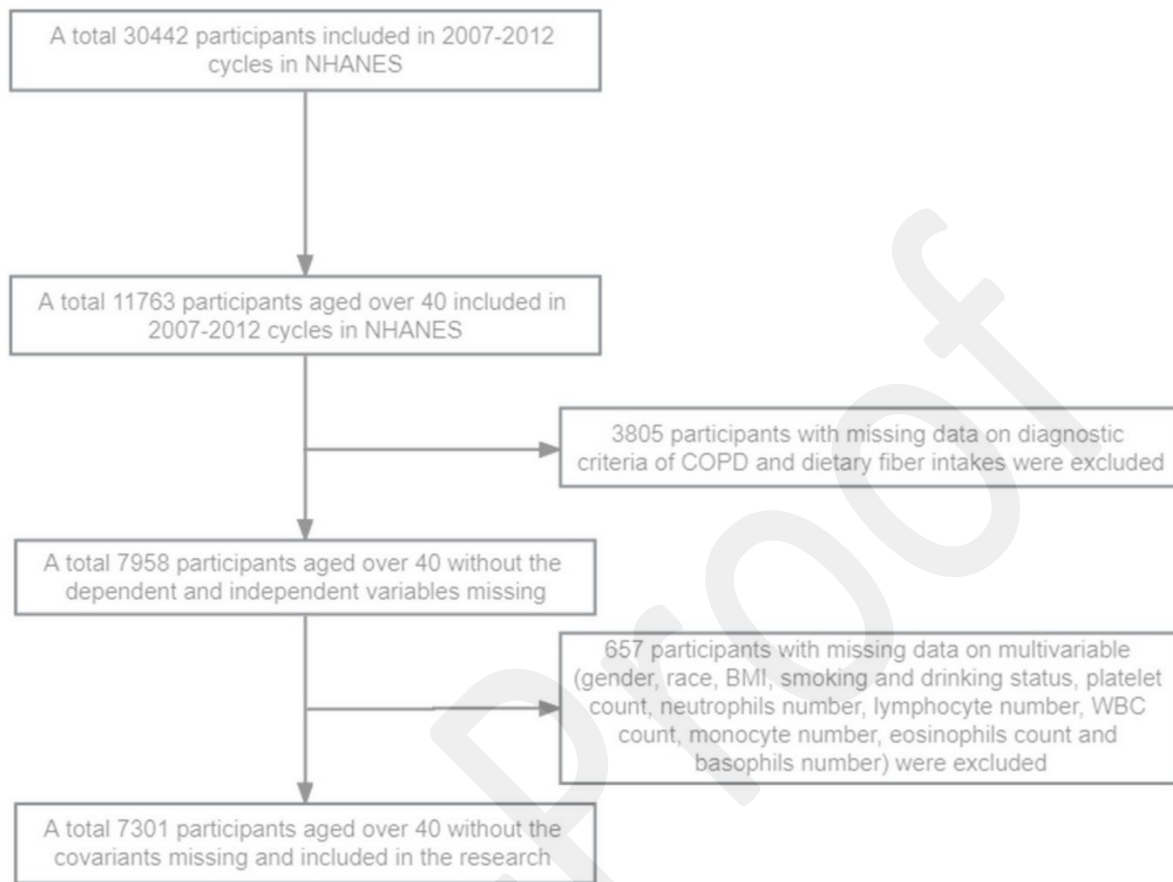 A total 30442 participants included in 2007-2012
cycles in NHANES
A total 11763 participants aged over 40 included in
2007-2012 cycles in NHANES
3805 participants with missing data on diagnostic
criteria of COPD and dietary fiber intakes were excluded
A total 7958 participants aged over 40 without the
dependent and independent variables missing
657 participants with missing data on multivariable
(gender, race, BMI, smoking and drinking status, platelet
count, neutrophils number, lymphocyte number, WBC
count, monocyte number, eosinophils count and
basophils number) were excluded
A total 7301 participants aged over 40 without the
covariants missing and included in the research
Proof